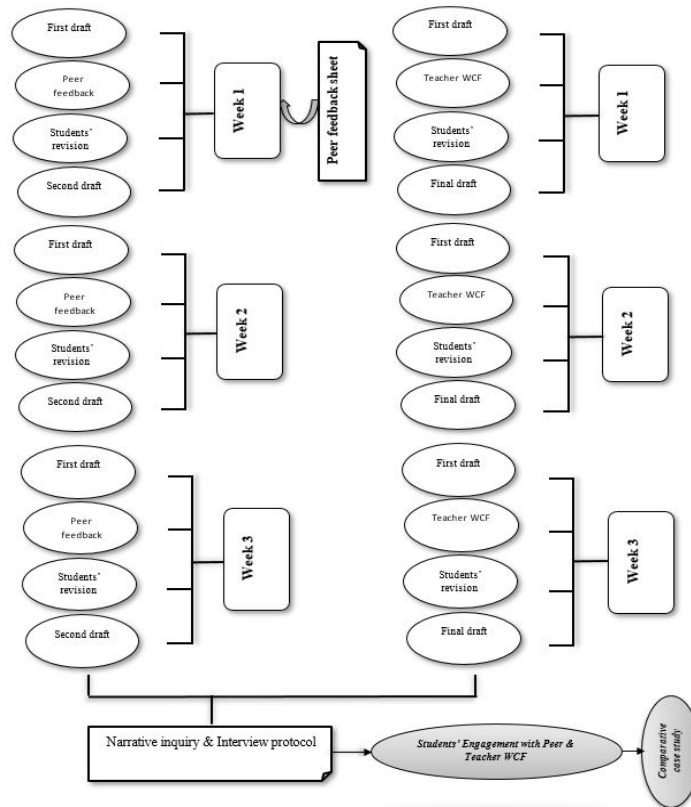 First draft
Peer
feedback
Students'
revision
Second draft
Week 1
Peer feedback sheet
First draft
Teacher WCF
Students'
revision
Final draft
Week 1
First draft
Peer
feedback
Students'
revision
Second draft
Week 2
First draft
Teacher WCF
Students'
revision
Final draft
Week 2
First draft
Peer
feedback
Students'
revision
Second draft
Week 3
First draft
Teacher WCF
Students'
revision
Final draft
Week 3
Narrative inquiry & Interview protocol
Students' Engagement with Peer &
Teacher WCF
Comparative
case study